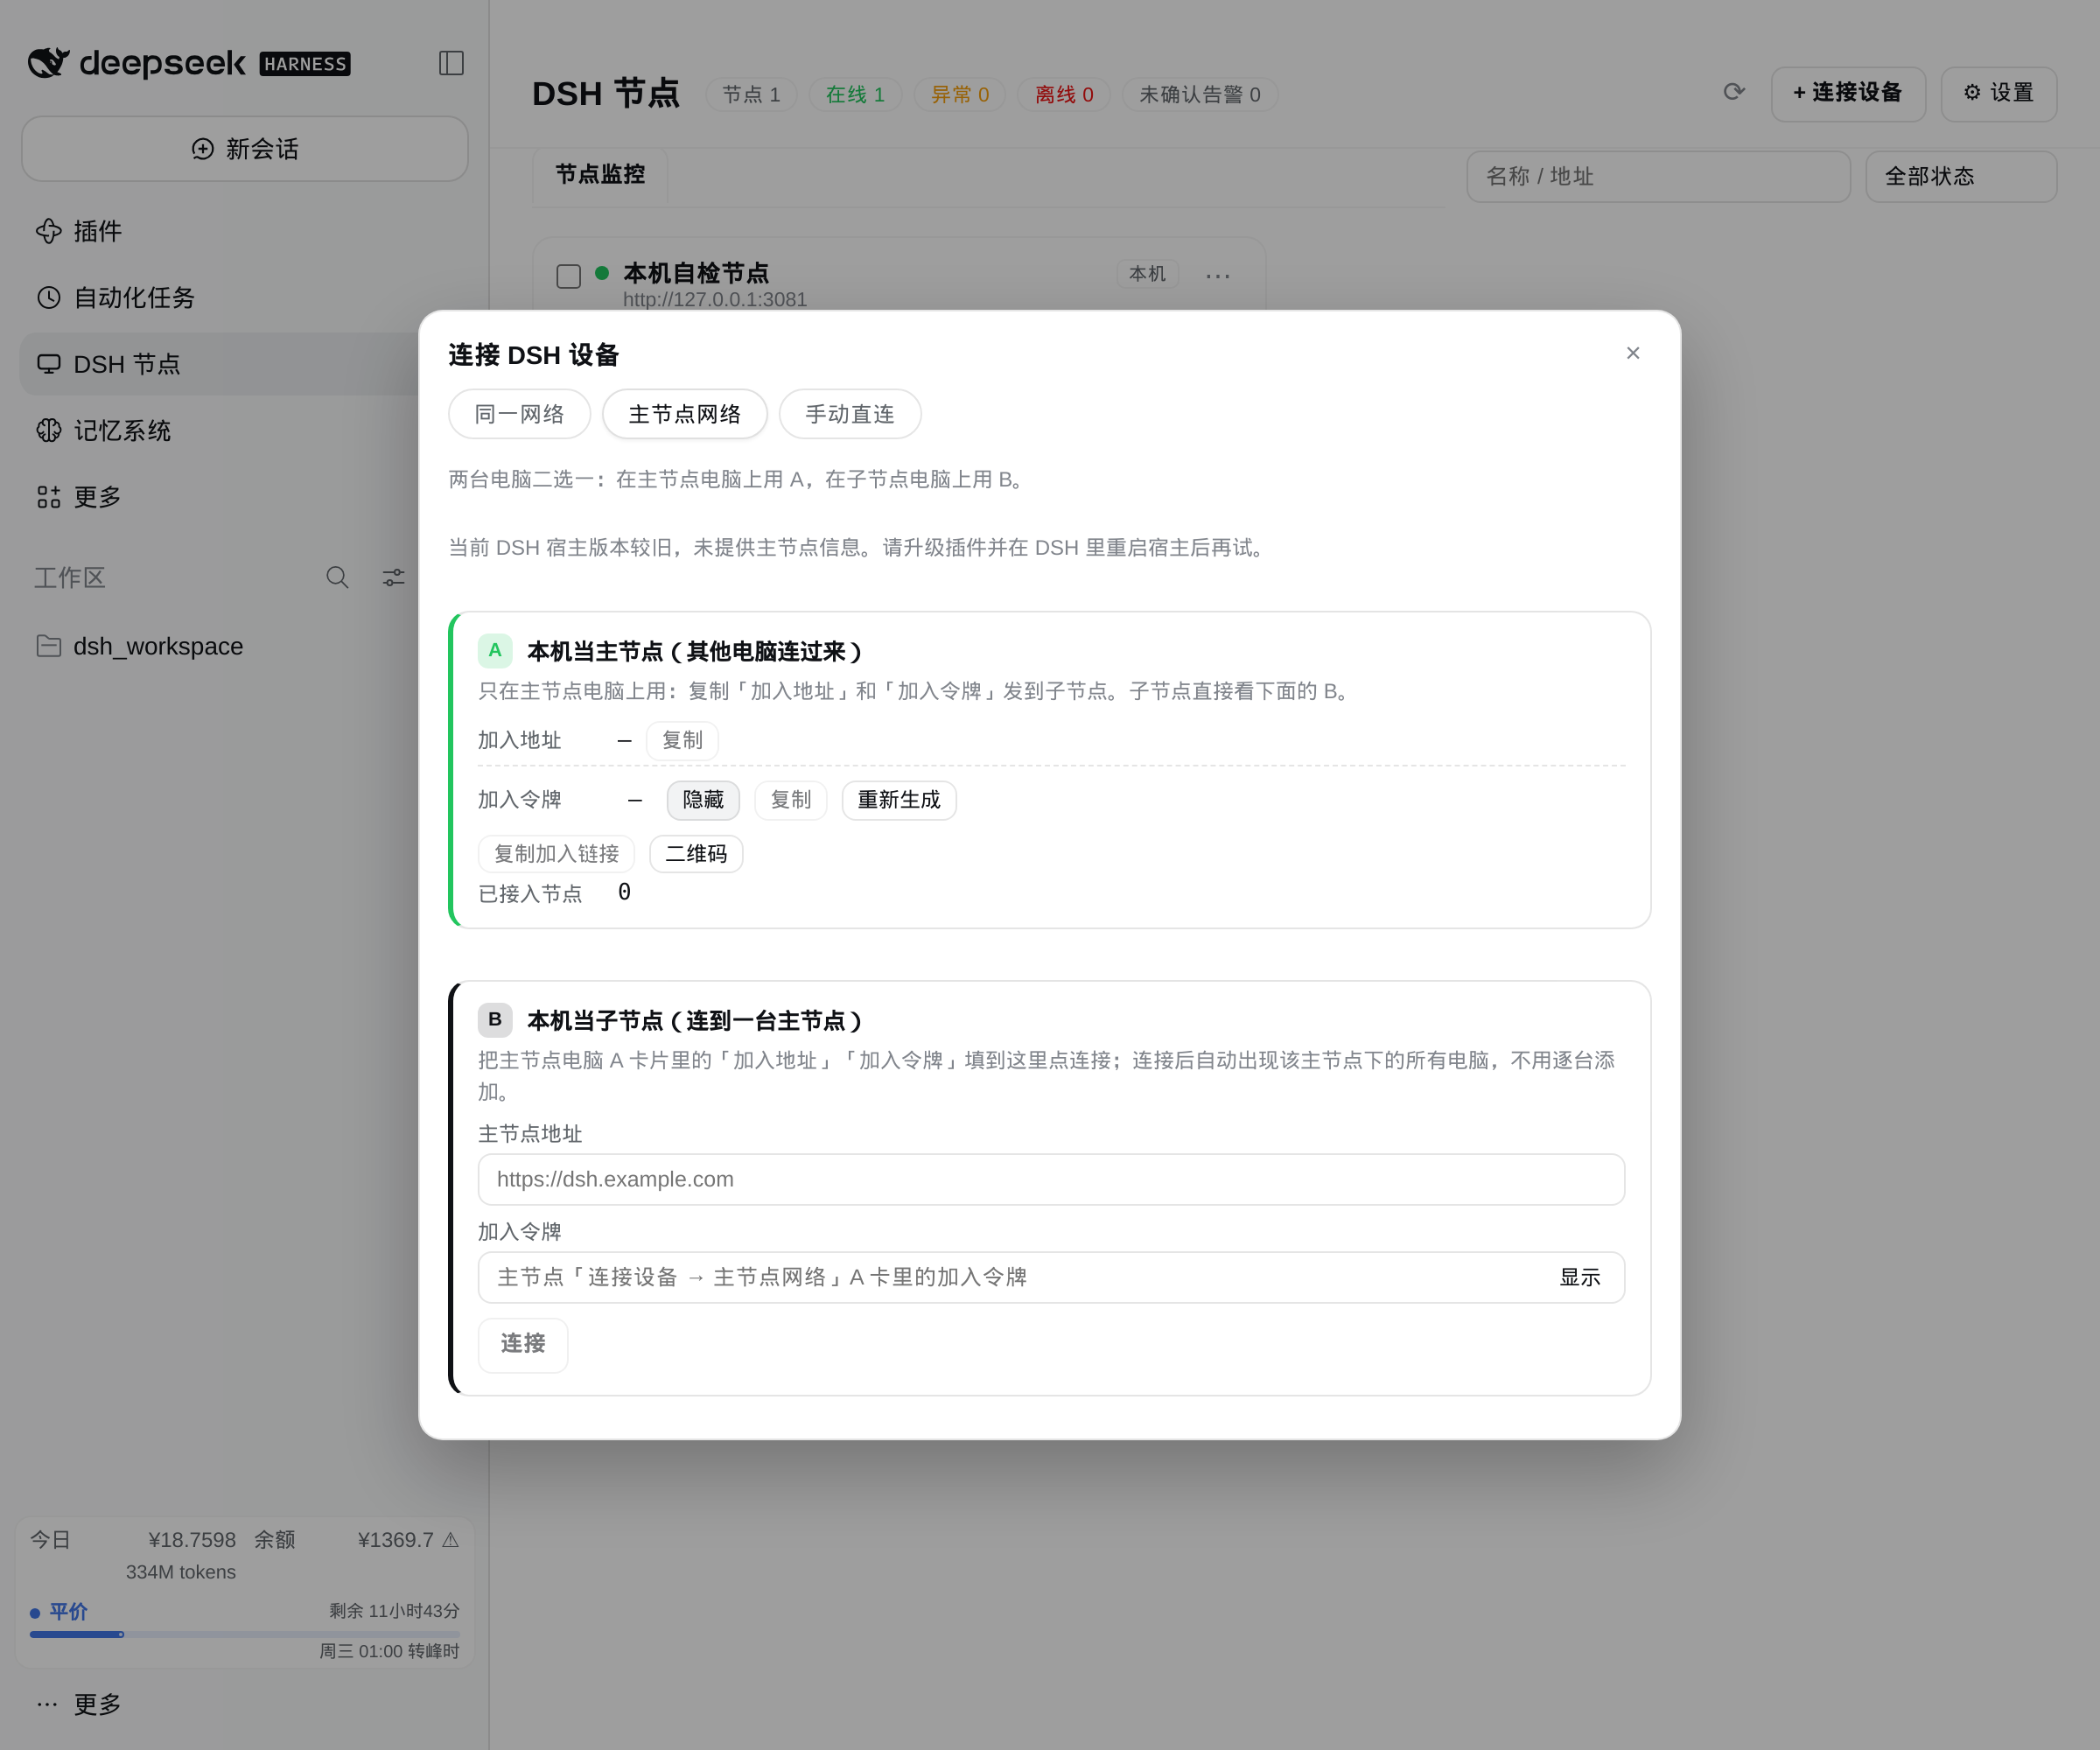 deepseek HARNESS
新会话
插件
自动化任务
DSH 节点
记忆系统
更多
工作区
dsh_workspace
今日 ¥18.7598 余额 ¥1369.7 ⚠
334M tokens
平价 剩余 11小时43分
周三 01:00 转峰时
··· 更多
DSH 节点 节点 1 在线 1 异常 0 离线 0 未确认告警 0
⟳ + 连接设备 ⚙ 设置
节点监控 名称 / 地址 全部状态
本机自检节点 本机 ···
http://127.0.0.1:3081
连接 DSH 设备 ×
同一网络 主节点网络 手动直连
两台电脑二选一：在主节点电脑上用 A，在子节点电脑上用 B。
当前 DSH 宿主版本较旧，未提供主节点信息。请升级插件并在 DSH 里重启宿主后再试。
A 本机当主节点（其他电脑连过来）
只在主节点电脑上用：复制「加入地址」和「加入令牌」发到子节点。子节点直接看下面的 B。
加入地址 – 复制
加入令牌 – 隐藏 复制 重新生成
复制加入链接 二维码
已接入节点 0
B 本机当子节点（连到一台主节点）
把主节点电脑 A 卡片里的「加入地址」「加入令牌」填到这里点连接；连接后自动出现该主节点下的所有电脑，不用逐台添
加。
主节点地址
https://dsh.example.com
加入令牌
主节点「连接设备 → 主节点网络」A 卡里的加入令牌 显示
连接